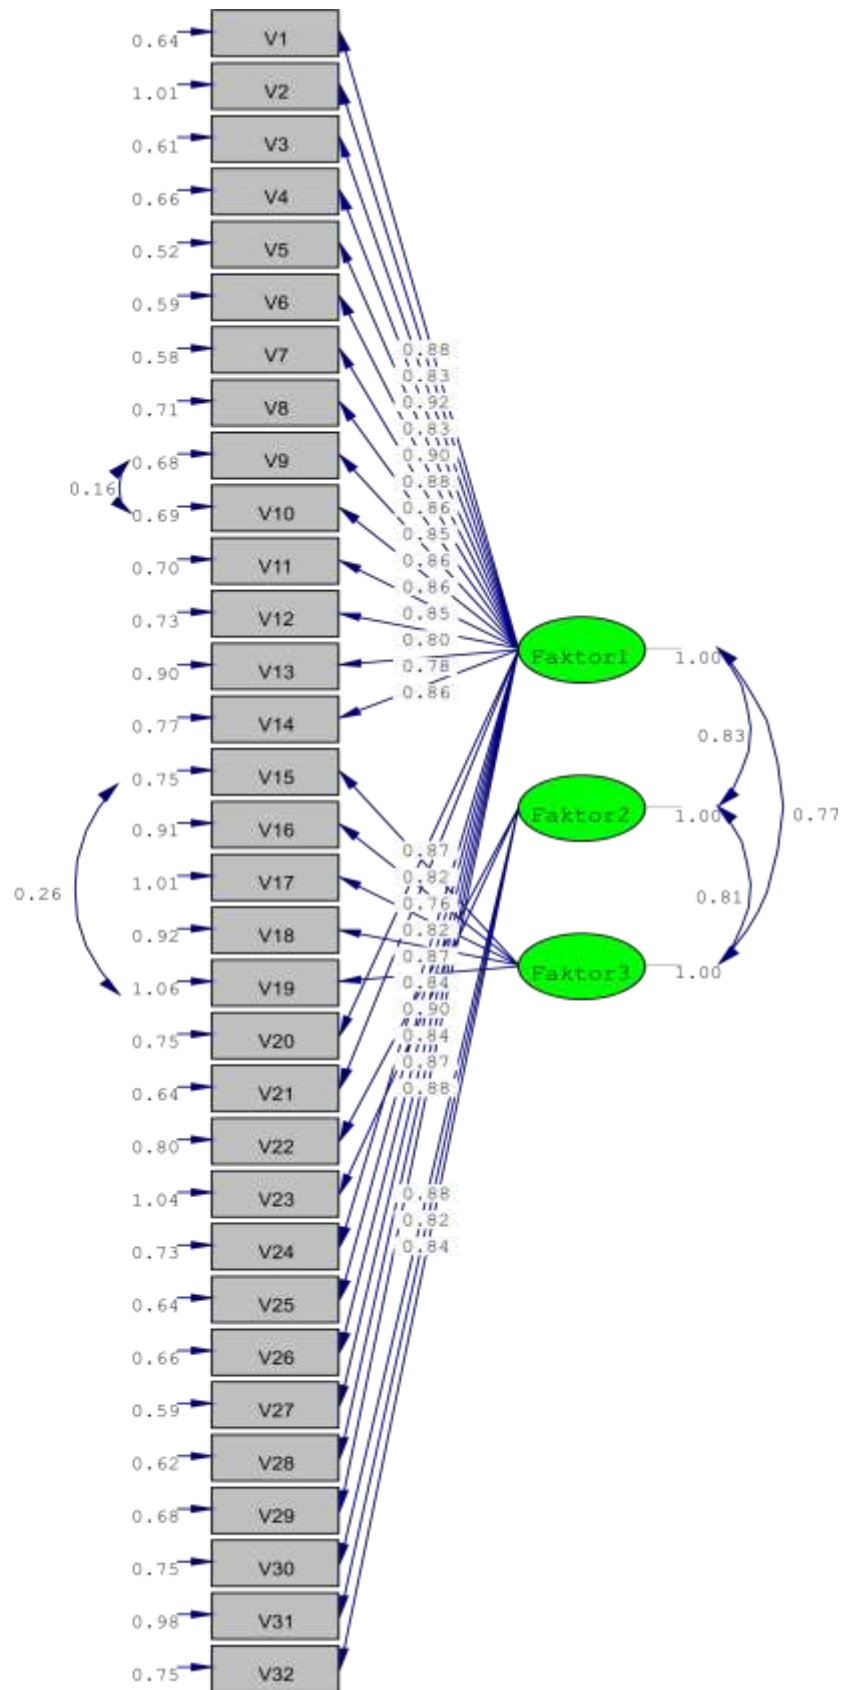 0.64 V1
1.01 V2
0.61 V3
0.66 V4
0.52 V5
0.59 V6
0.58 V7 0.88
0.83
0.71 V8 0.92
0.83
0.68 V9 0.90
0.16 0.88
0.69 V10 0.86
0.85
0.70 V11 0.86
0.86
0.73 V12 0.85
0.80
0.90 V13 0.78 Faktor1 1.00
0.86
0.77 V14
0.83
0.75 V15
0.91 V16 Faktor2 1.00 0.77
0.87
1.01 V17 0.82
0.26 0.76 0.81
0.92 V18 0.82
0.87
1.06 V19 0.84 Faktor3 1.00
0.90
0.75 V20 0.84
0.87
0.64 V21 0.88
0.80 V22
1.04 V23 0.88
0.82
0.73 V24 0.84
0.64 V25
0.66 V26
0.59 V27
0.62 V28
0.68 V29
0.75 V30
0.98 V31
0.75 V32